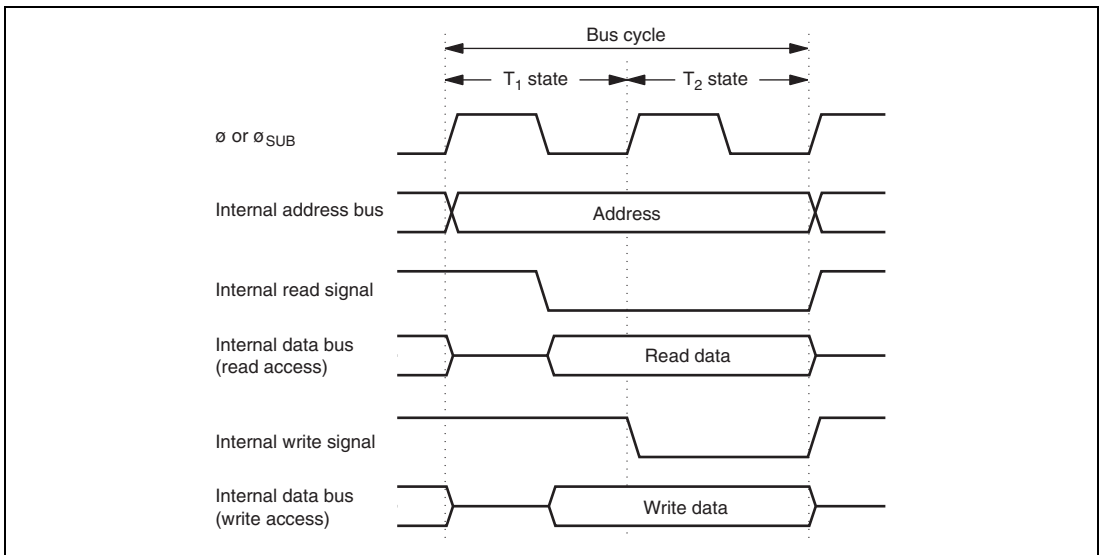 Bus cycle
T₁ state
T₂ state
ø or øSUB
Internal address bus
Address
Internal read signal
Internal data bus
(read access)
Read data
Internal write signal
Internal data bus
(write access)
Write data